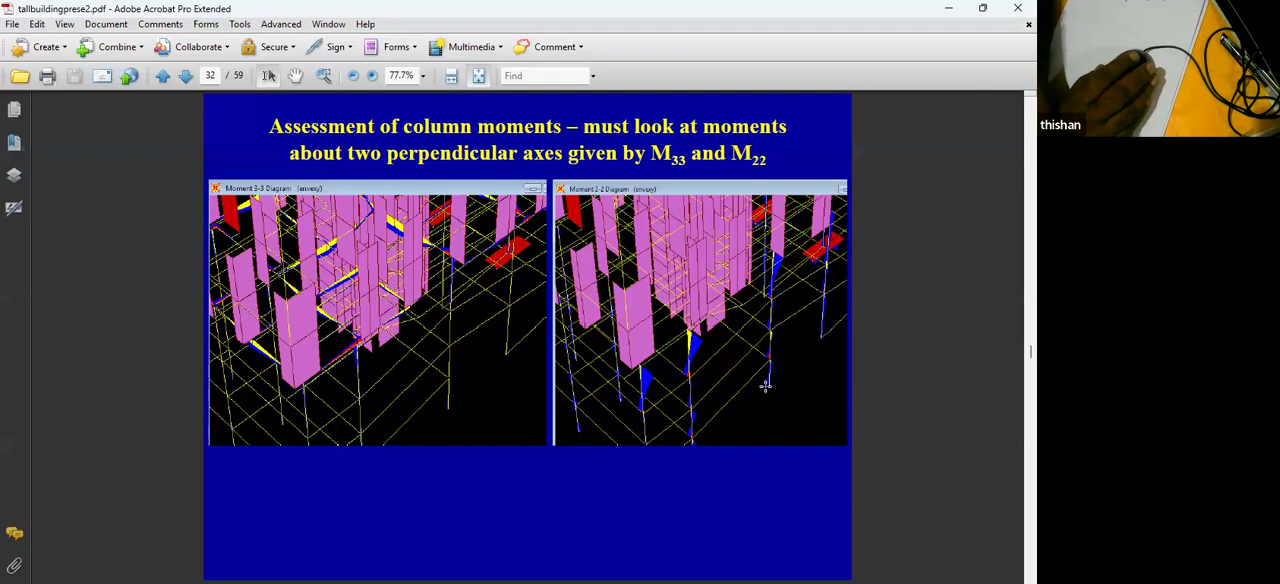 tallbuildingprese2.pdf - Adobe Acrobat Pro Extended
File Edit View Document Comments Forms Tools Advanced Window Help
Create Combine Collaborate Secure Sign Forms Multimedia Comment
32 / 59 77.7% Find
thishan
Assessment of column moments – must look at moments
about two perpendicular axes given by M33 and M22
Moment 3-3 Diagram (envexy)
Moment 2-2 Diagram (envexy)